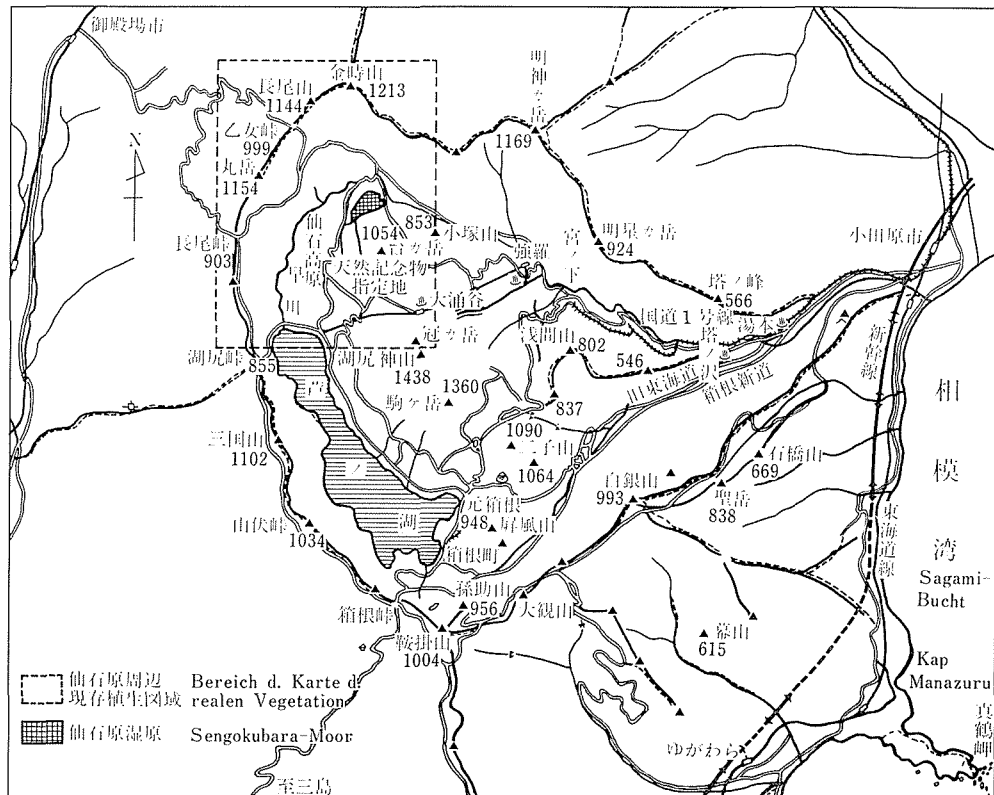 御殿場市
金時山
1213
長尾山
1144
明神ヶ岳
1169
乙女峠
999
丸岳
1154
N
長尾峠
903
仙石高原
早
川
853
小塚山
1054
台ヶ岳
天然記念物
指定地
大涌谷
強羅
宮ノ下
明星ヶ岳
924
小田原市
塔ノ峰
566
国道1号線
湯本
塔ノ沢
浅間山
802
546
旧東海道
箱根新道
新幹線
冠ヶ岳
湖尻
神山
1438
湖尻峠
855
1360
駒ヶ岳
837
1090
二子山
1064
芦
ノ
湖
三国山
1102
山伏峠
1034
元箱根
948
屏風山
箱根町
白銀山
993
石橋山
669
聖岳
838
東海道線
相
模
湾
Sagami-
Bucht
孫助山
956
大観山
箱根峠
鞍掛山
1004
幕山
615
Kap
Manazuru
真鶴岬
ゆがわら
至三島
仙石原周辺
現存植生図域
Bereich d. Karte d.
realen Vegetation
仙石原湿原
Sengokubara-Moor